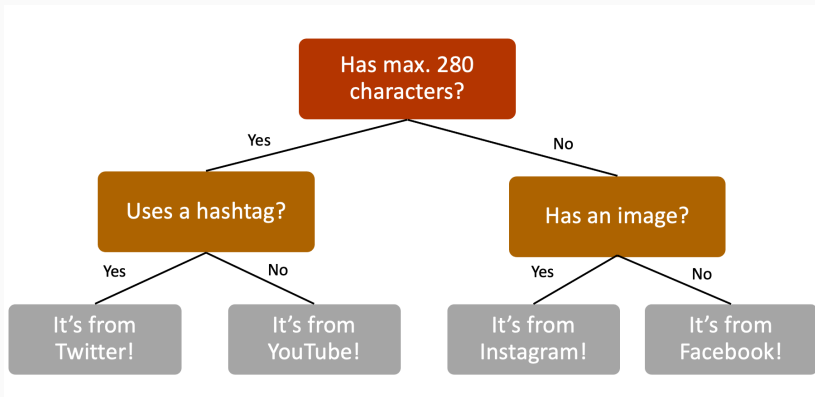 Has max. 280
characters?
Yes
No
Uses a hashtag?
Has an image?
Yes
No
Yes
No
It’s from
Twitter!
It’s from
YouTube!
It’s from
Instagram!
It’s from
Facebook!